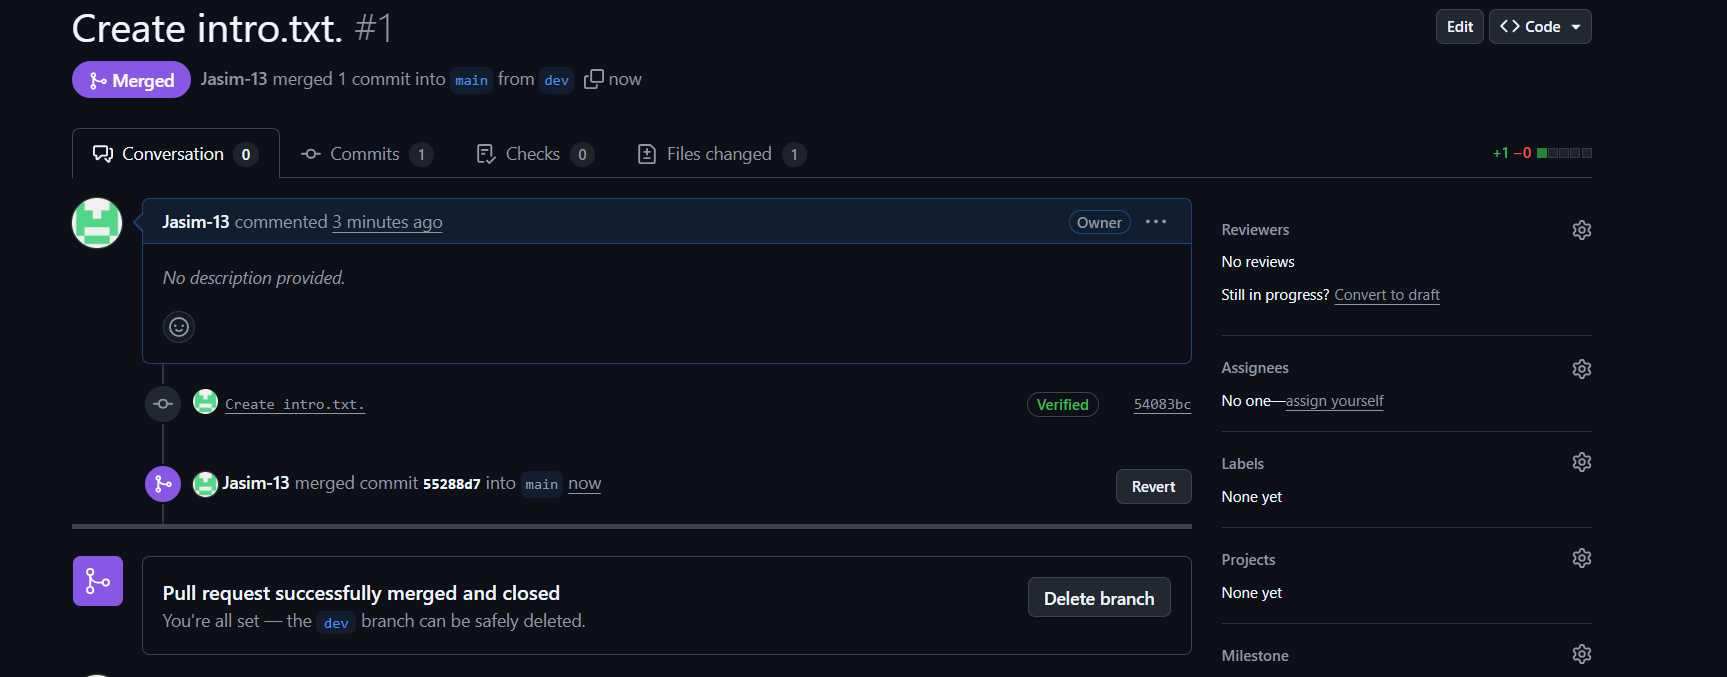 Create intro.txt. #1
Edit
Code
Merged
Jasim-13 merged 1 commit into main from dev now
Conversation 0
Commits 1
Checks 0
Files changed 1
+1 −0
Jasim-13 commented 3 minutes ago
Owner
No description provided.
Create intro.txt.
Verified
54083bc
Jasim-13 merged commit 55288d7 into main now
Revert
Pull request successfully merged and closed
You're all set — the dev branch can be safely deleted.
Delete branch
Reviewers
No reviews
Still in progress? Convert to draft
Assignees
No one—assign yourself
Labels
None yet
Projects
None yet
Milestone